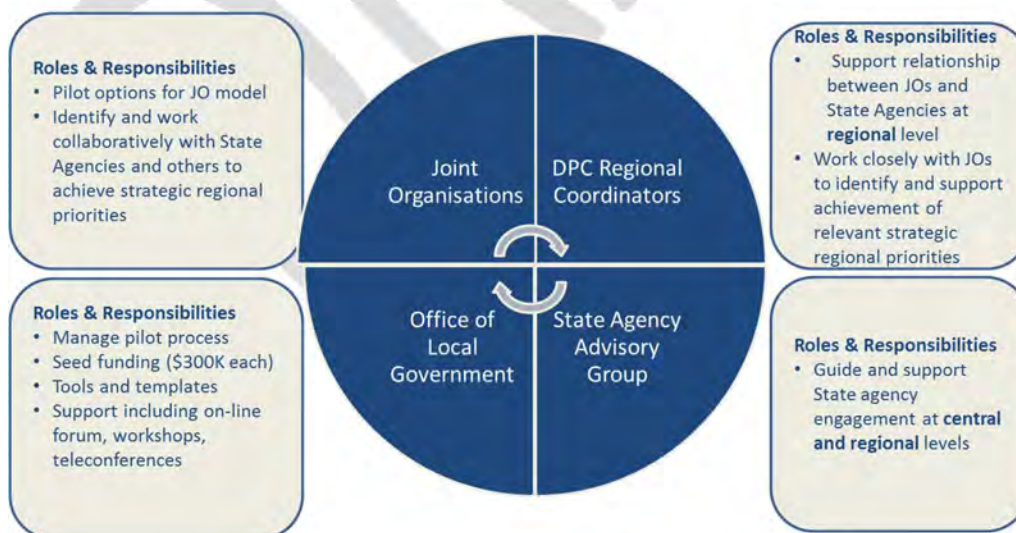 Roles & Responsibilities
• Pilot options for JO model
• Identify and work
collaboratively with State
Agencies and others to
achieve strategic regional
priorities
Joint
Organisations
DPC Regional
Coordinators
Roles & Responsibilities
• Support relationship
between JOs and
State Agencies at
regional level
• Work closely with JOs
to identify and support
achievement of
relevant strategic
regional priorities
Roles & Responsibilities
• Manage pilot process
• Seed funding ($300K each)
• Tools and templates
• Support including on-line
forum, workshops,
teleconferences
Office of
Local
Government
State Agency
Advisory
Group
Roles & Responsibilities
• Guide and support
State agency
engagement at central
and regional levels